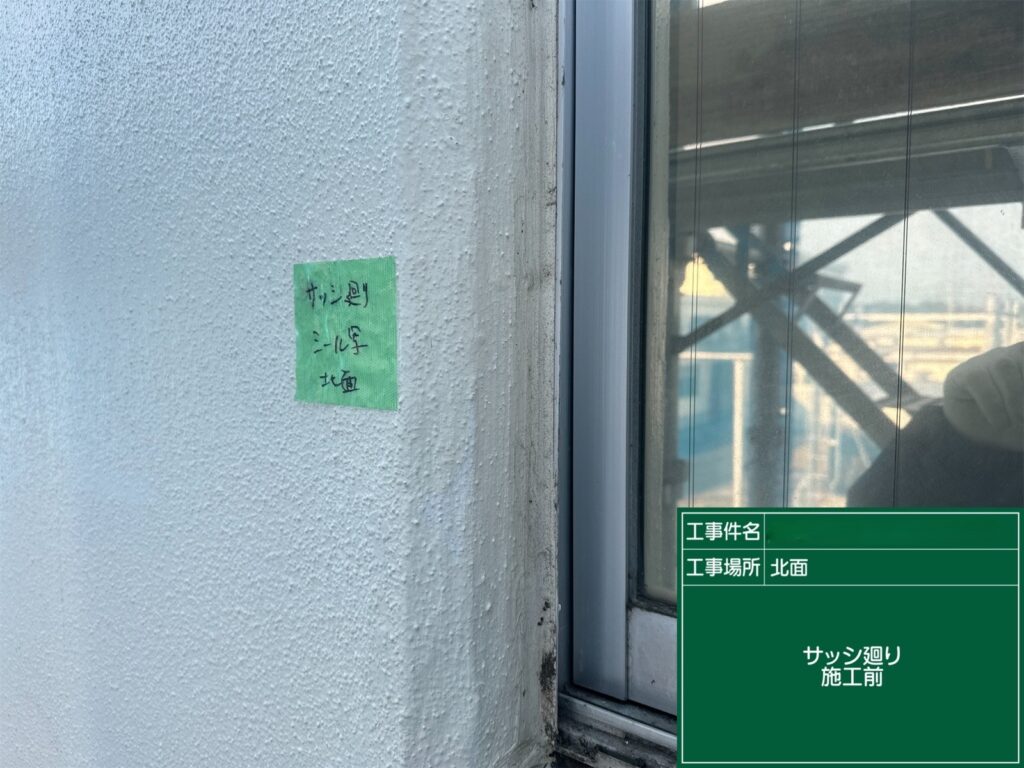 サッシ廻り
シール写
北面
工事件名
工事場所 北面
サッシ廻り
施工前